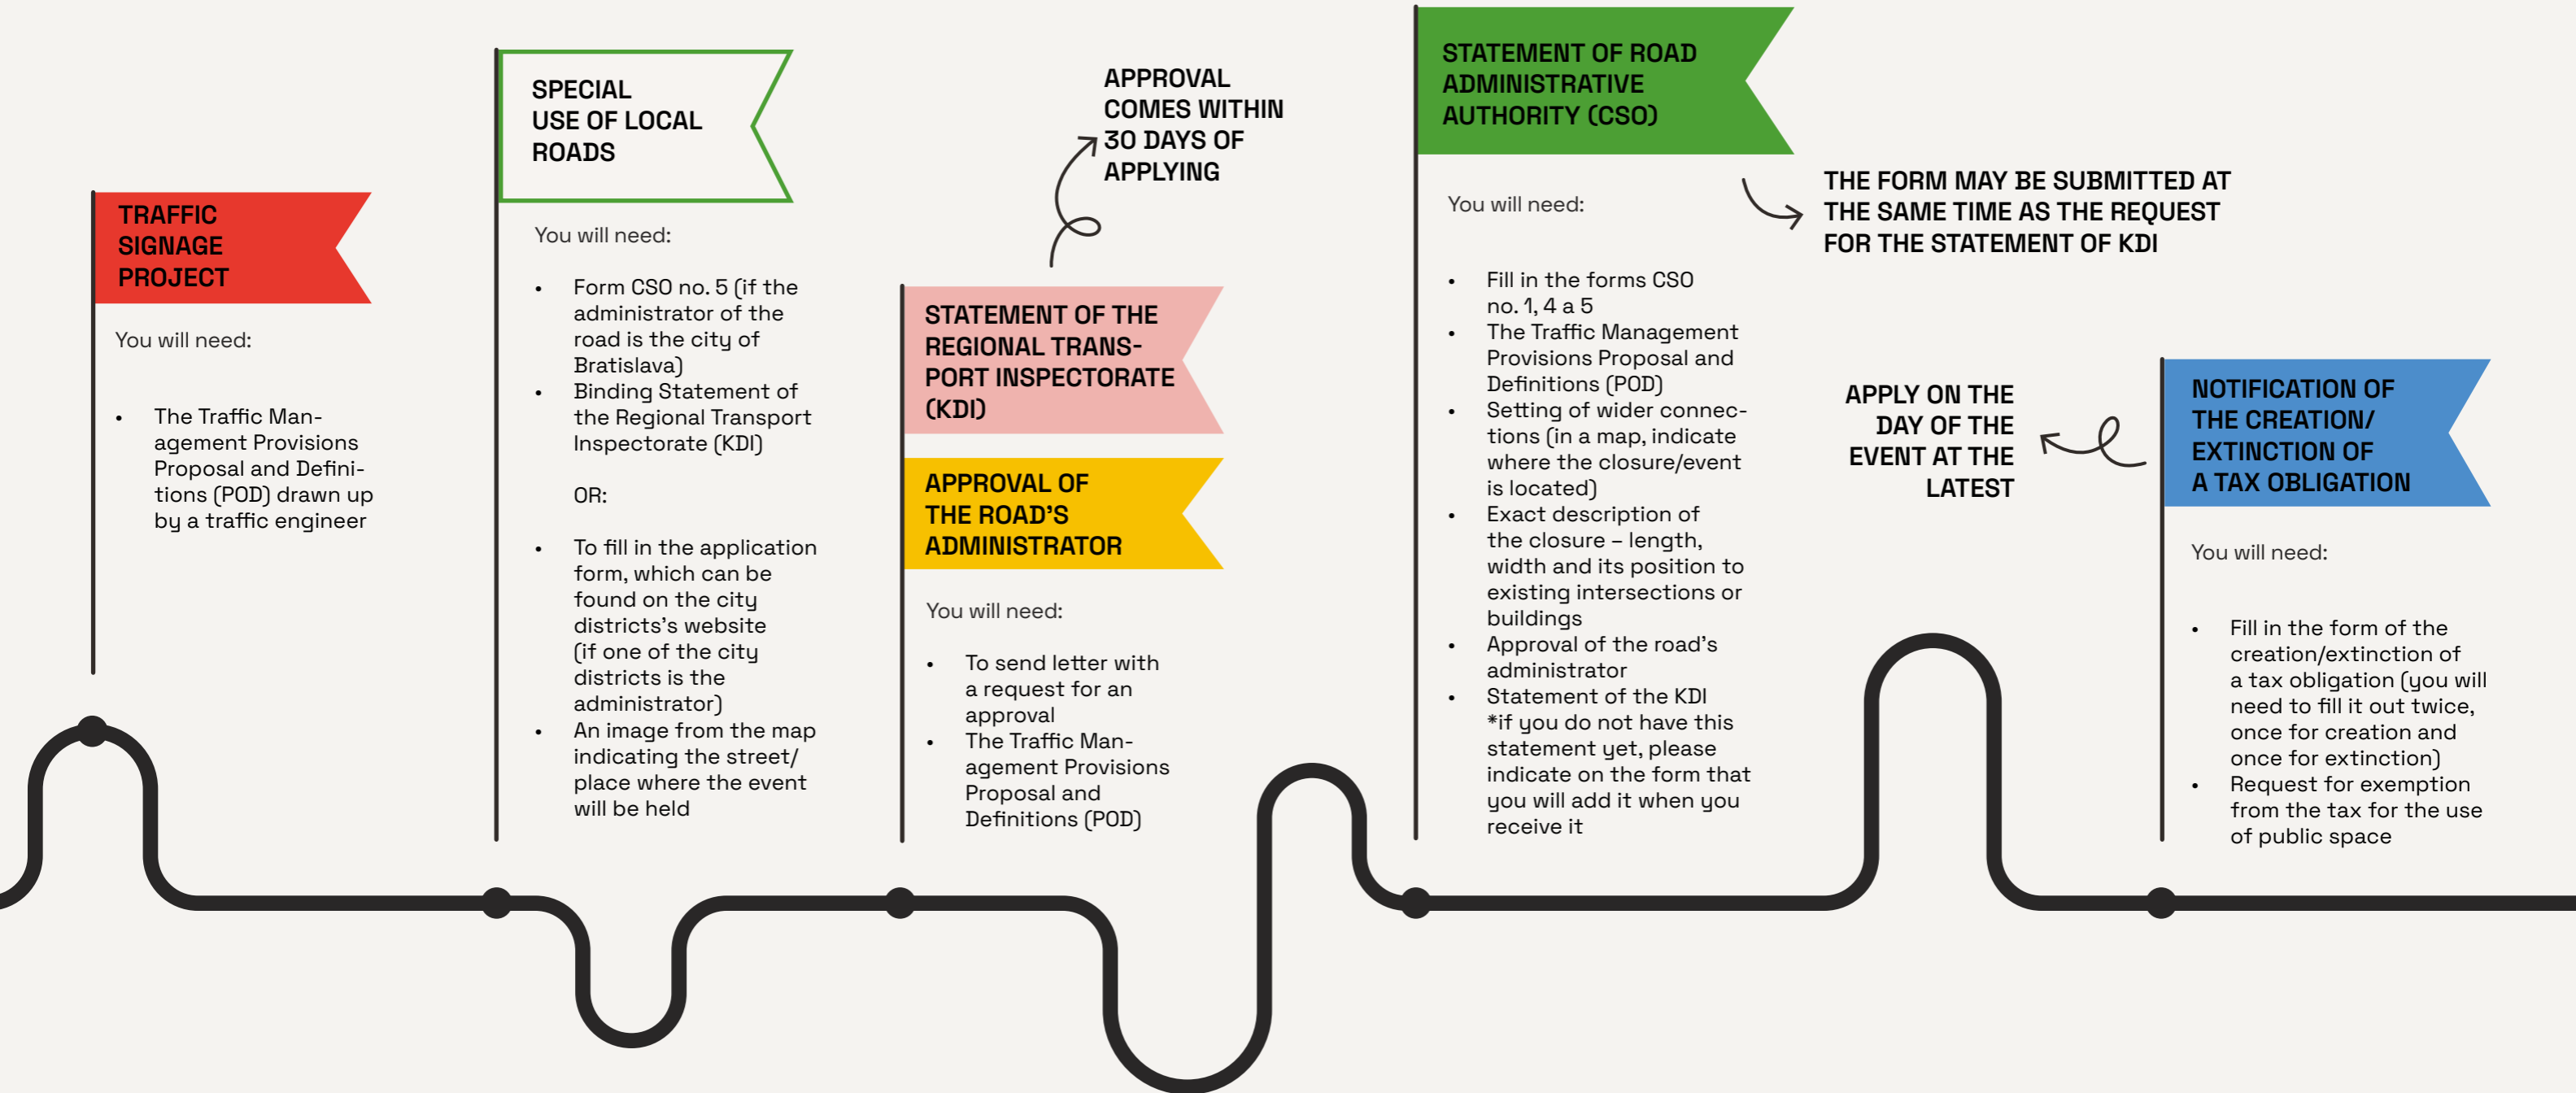 TRAFFIC
SIGNAGE
PROJECT
You will need:
• The Traffic Man-
agement Provisions
Proposal and Defini-
tions (POD) drawn up
by a traffic engineer
SPECIAL
USE OF LOCAL
ROADS
You will need:
• Form CSO no. 5 (if the
administrator of the
road is the city of
Bratislava)
• Binding Statement of
the Regional Transport
Inspectorate (KDI)
OR:
• To fill in the application
form, which can be
found on the city
districts's website
(if one of the city
districts is the
administrator)
• An image from the map
indicating the street/
place where the event
will be held
APPROVAL
COMES WITHIN
30 DAYS OF
APPLYING
STATEMENT OF THE
REGIONAL TRANS-
PORT INSPECTORATE
(KDI)
APPROVAL OF
THE ROAD'S
ADMINISTRATOR
You will need:
• To send letter with
a request for an
approval
• The Traffic Man-
agement Provisions
Proposal and
Definitions (POD)
STATEMENT OF ROAD
ADMINISTRATIVE
AUTHORITY (CSO)
You will need:
• Fill in the forms CSO
no. 1, 4 a 5
• The Traffic Management
Provisions Proposal and
Definitions (POD)
• Setting of wider connec-
tions (in a map, indicate
where the closure/event
is located)
• Exact description of
the closure – length,
width and its position to
existing intersections or
buildings
• Approval of the road's
administrator
• Statement of the KDI
*if you do not have this
statement yet, please
indicate on the form that
you will add it when you
receive it
THE FORM MAY BE SUBMITTED AT
THE SAME TIME AS THE REQUEST
FOR THE STATEMENT OF KDI
APPLY ON THE
DAY OF THE
EVENT AT THE
LATEST
NOTIFICATION OF
THE CREATION/
EXTINCTION OF
A TAX OBLIGATION
You will need:
• Fill in the form of the
creation/extinction of
a tax obligation (you will
need to fill it out twice,
once for creation and
once for extinction)
• Request for exemption
from the tax for the use
of public space